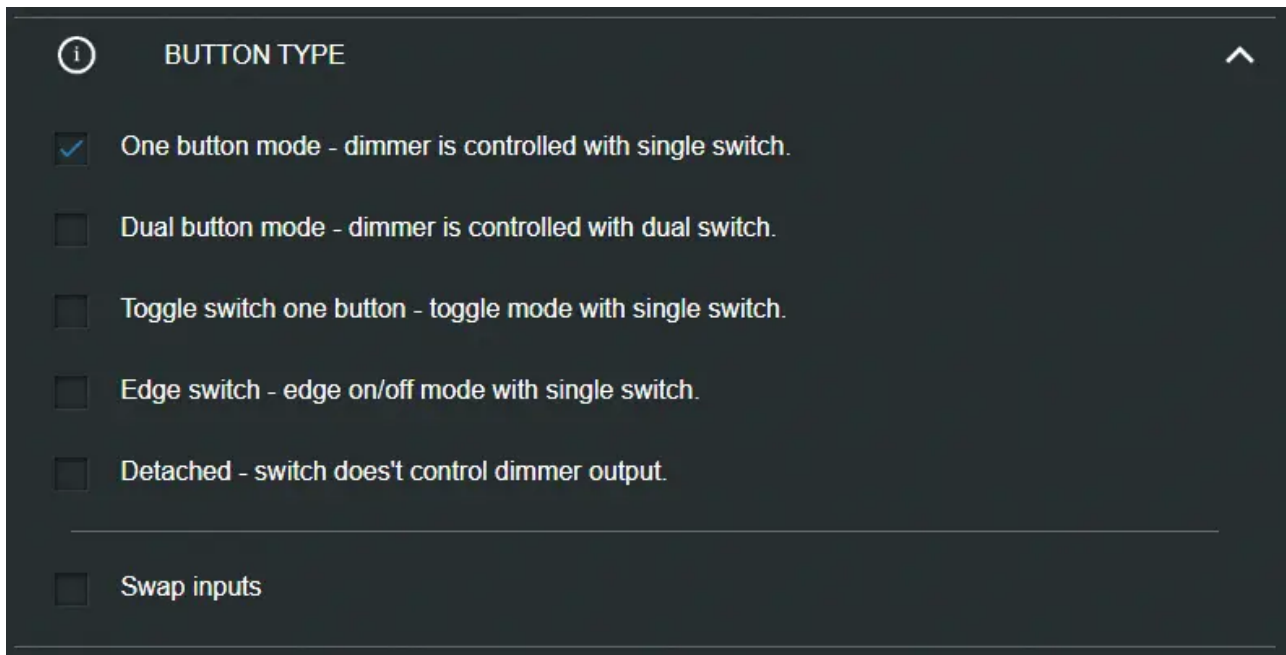 BUTTON TYPE
One button mode - dimmer is controlled with single switch.
Dual button mode - dimmer is controlled with dual switch.
Toggle switch one button - toggle mode with single switch.
Edge switch - edge on/off mode with single switch.
Detached - switch does't control dimmer output.
Swap inputs